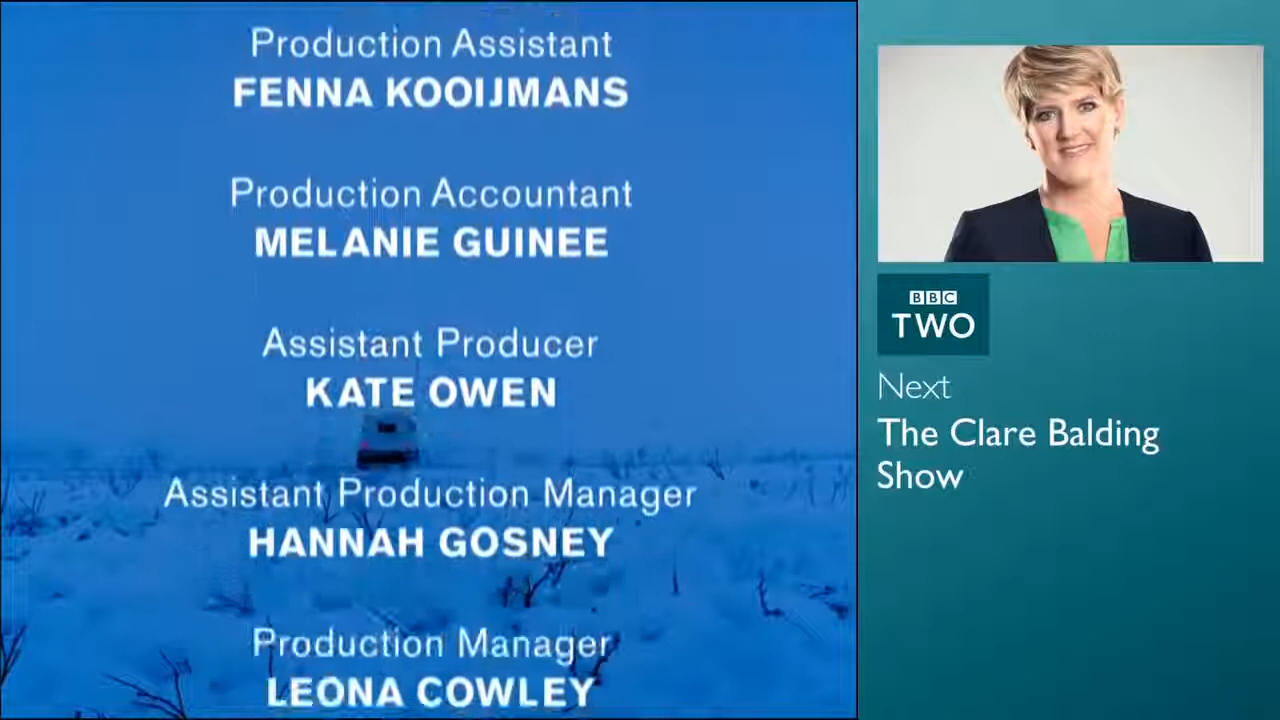 Production Assistant
FENNA KOOIJMANS
Production Accountant
MELANIE GUINEE
Assistant Producer
KATE OWEN
Assistant Production Manager
HANNAH GOSNEY
Production Manager
LEONA COWLEY
BBC
TWO
Next
The Clare Balding
Show